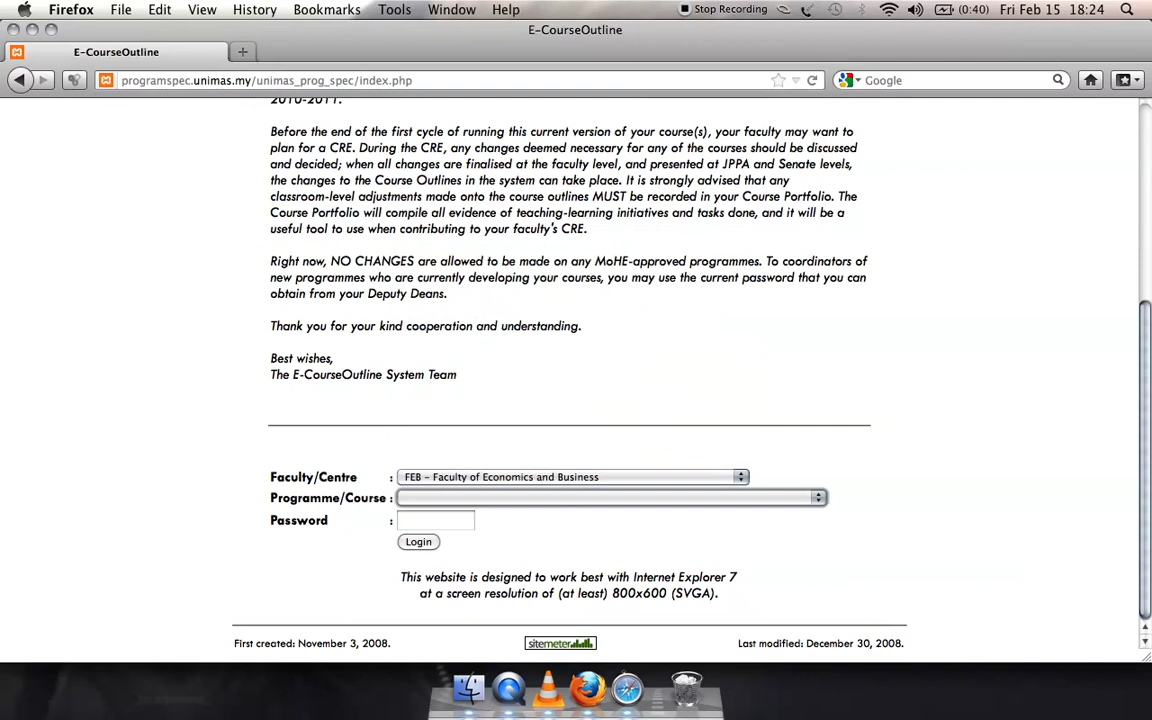 Firefox File Edit View History Bookmarks Tools Window Help Stop Recording (0:40) Fri Feb 15 18:24
E-CourseOutline
E-CourseOutline
programspec.unimas.my/unimas_prog_spec/index.php Google
2010-2011.
Before the end of the first cycle of running this current version of your course(s), your faculty may want to
plan for a CRE. During the CRE, any changes deemed necessary for any of the courses should be discussed
and decided; when all changes are finalised at the faculty level, and presented at JPPA and Senate levels,
the changes to the Course Outlines in the system can take place. It is strongly advised that any
classroom-level adjustments made onto the course outlines MUST be recorded in your Course Portfolio. The
Course Portfolio will compile all evidence of teaching-learning initiatives and tasks done, and it will be a
useful tool to use when contributing to your faculty's CRE.
Right now, NO CHANGES are allowed to be made on any MoHE-approved programmes. To coordinators of
new programmes who are currently developing your courses, you may use the current password that you can
obtain from your Deputy Deans.
Thank you for your kind cooperation and understanding.
Best wishes,
The E-CourseOutline System Team
Faculty/Centre : FEB - Faculty of Economics and Business
Programme/Course :
Password :
Login
This website is designed to work best with Internet Explorer 7
at a screen resolution of (at least) 800x600 (SVGA).
First created: November 3, 2008. sitemeter Last modified: December 30, 2008.